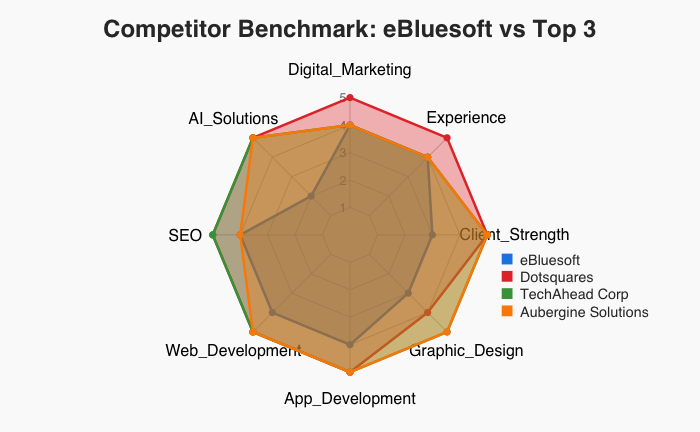 Competitor Benchmark: eBluesoft vs Top 3
Digital_Marketing
5
AI_Solutions
Experience
4
3
2
1
SEO
Client_Strength
eBluesoft
Dotsquares
TechAhead Corp
Aubergine Solutions
Web_Development
Graphic_Design
App_Development